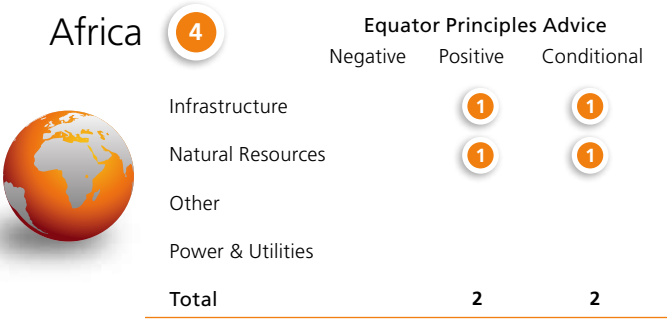 Africa 4 Equator Principles Advice
Negative Positive Conditional
Infrastructure 1 1
Natural Resources 1 1
Other
Power & Utilities
Total 2 2